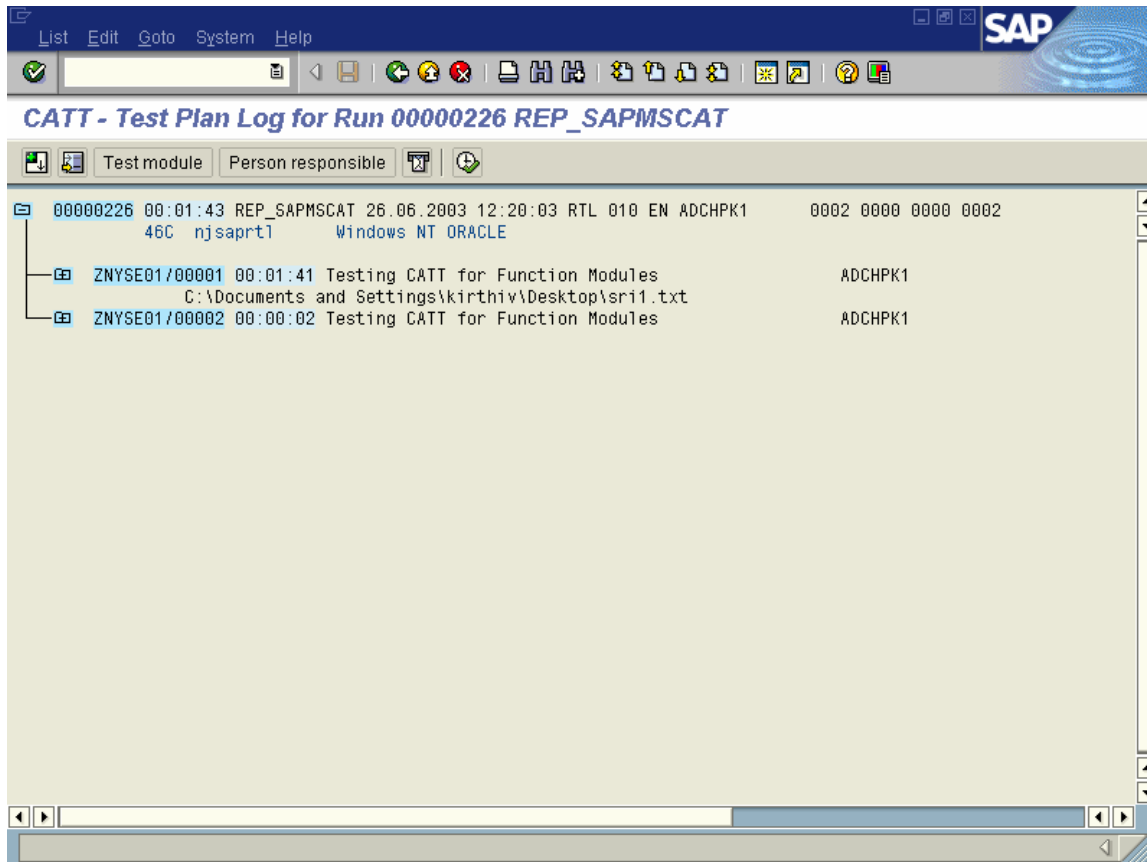 List Edit Goto System Help
SAP
CATT - Test Plan Log for Run 00000226 REP_SAPMSCAT
Test module Person responsible
00000226 00:01:43 REP_SAPMSCAT 26.06.2003 12:20:03 RTL 010 EN ADCHPK1 0002 0000 0000 0002
46C njsaprtl Windows NT ORACLE
ZNYSE01/00001 00:01:41 Testing CATT for Function Modules ADCHPK1
C:\Documents and Settings\kirthiv\Desktop\sri1.txt
ZNYSE01/00002 00:00:02 Testing CATT for Function Modules ADCHPK1